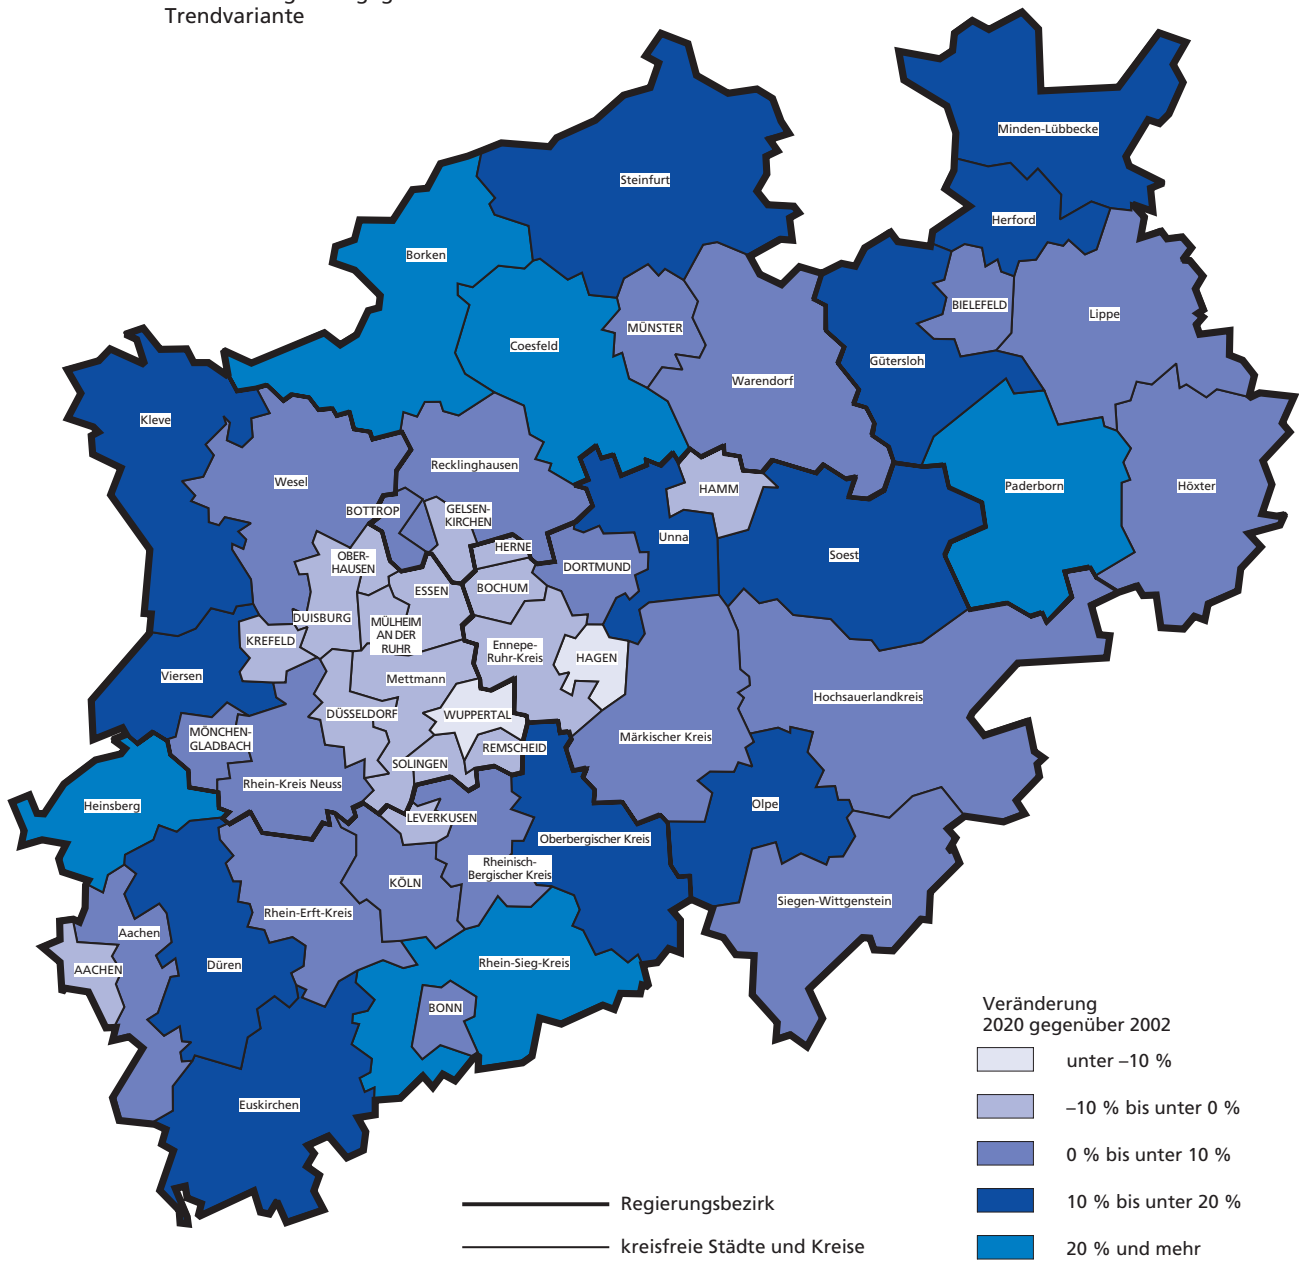 Trendvariante
Minden-Lübbecke
Steinfurt
Herford
Borken
BIELEFELD
Lippe
MÜNSTER
Coesfeld
Gütersloh
Warendorf
Kleve
Recklinghausen
Wesel
HAMM
Paderborn
Höxter
BOTTROP
GELSEN-
KIRCHEN
Unna
HERNE
Soest
OBER-
HAUSEN
DORTMUND
ESSEN
BOCHUM
DUISBURG
MÜLHEIM
AN DER
RUHR
KREFELD
Ennepe-
Ruhr-Kreis
HAGEN
Viersen
Mettmann
Hochsauerlandkreis
DÜSSELDORF
WUPPERTAL
MÖNCHEN-
GLADBACH
Märkischer Kreis
REMSCHEID
SOLINGEN
Rhein-Kreis Neuss
Heinsberg
Olpe
LEVERKUSEN
Oberbergischer Kreis
Rheinisch-
Bergischer Kreis
KÖLN
Siegen-Wittgenstein
Rhein-Erft-Kreis
Aachen
AACHEN
Düren
Rhein-Sieg-Kreis
BONN
Euskirchen
Veränderung
2020 gegenüber 2002
unter –10 %
–10 % bis unter 0 %
0 % bis unter 10 %
10 % bis unter 20 %
20 % und mehr
Regierungsbezirk
kreisfreie Städte und Kreise